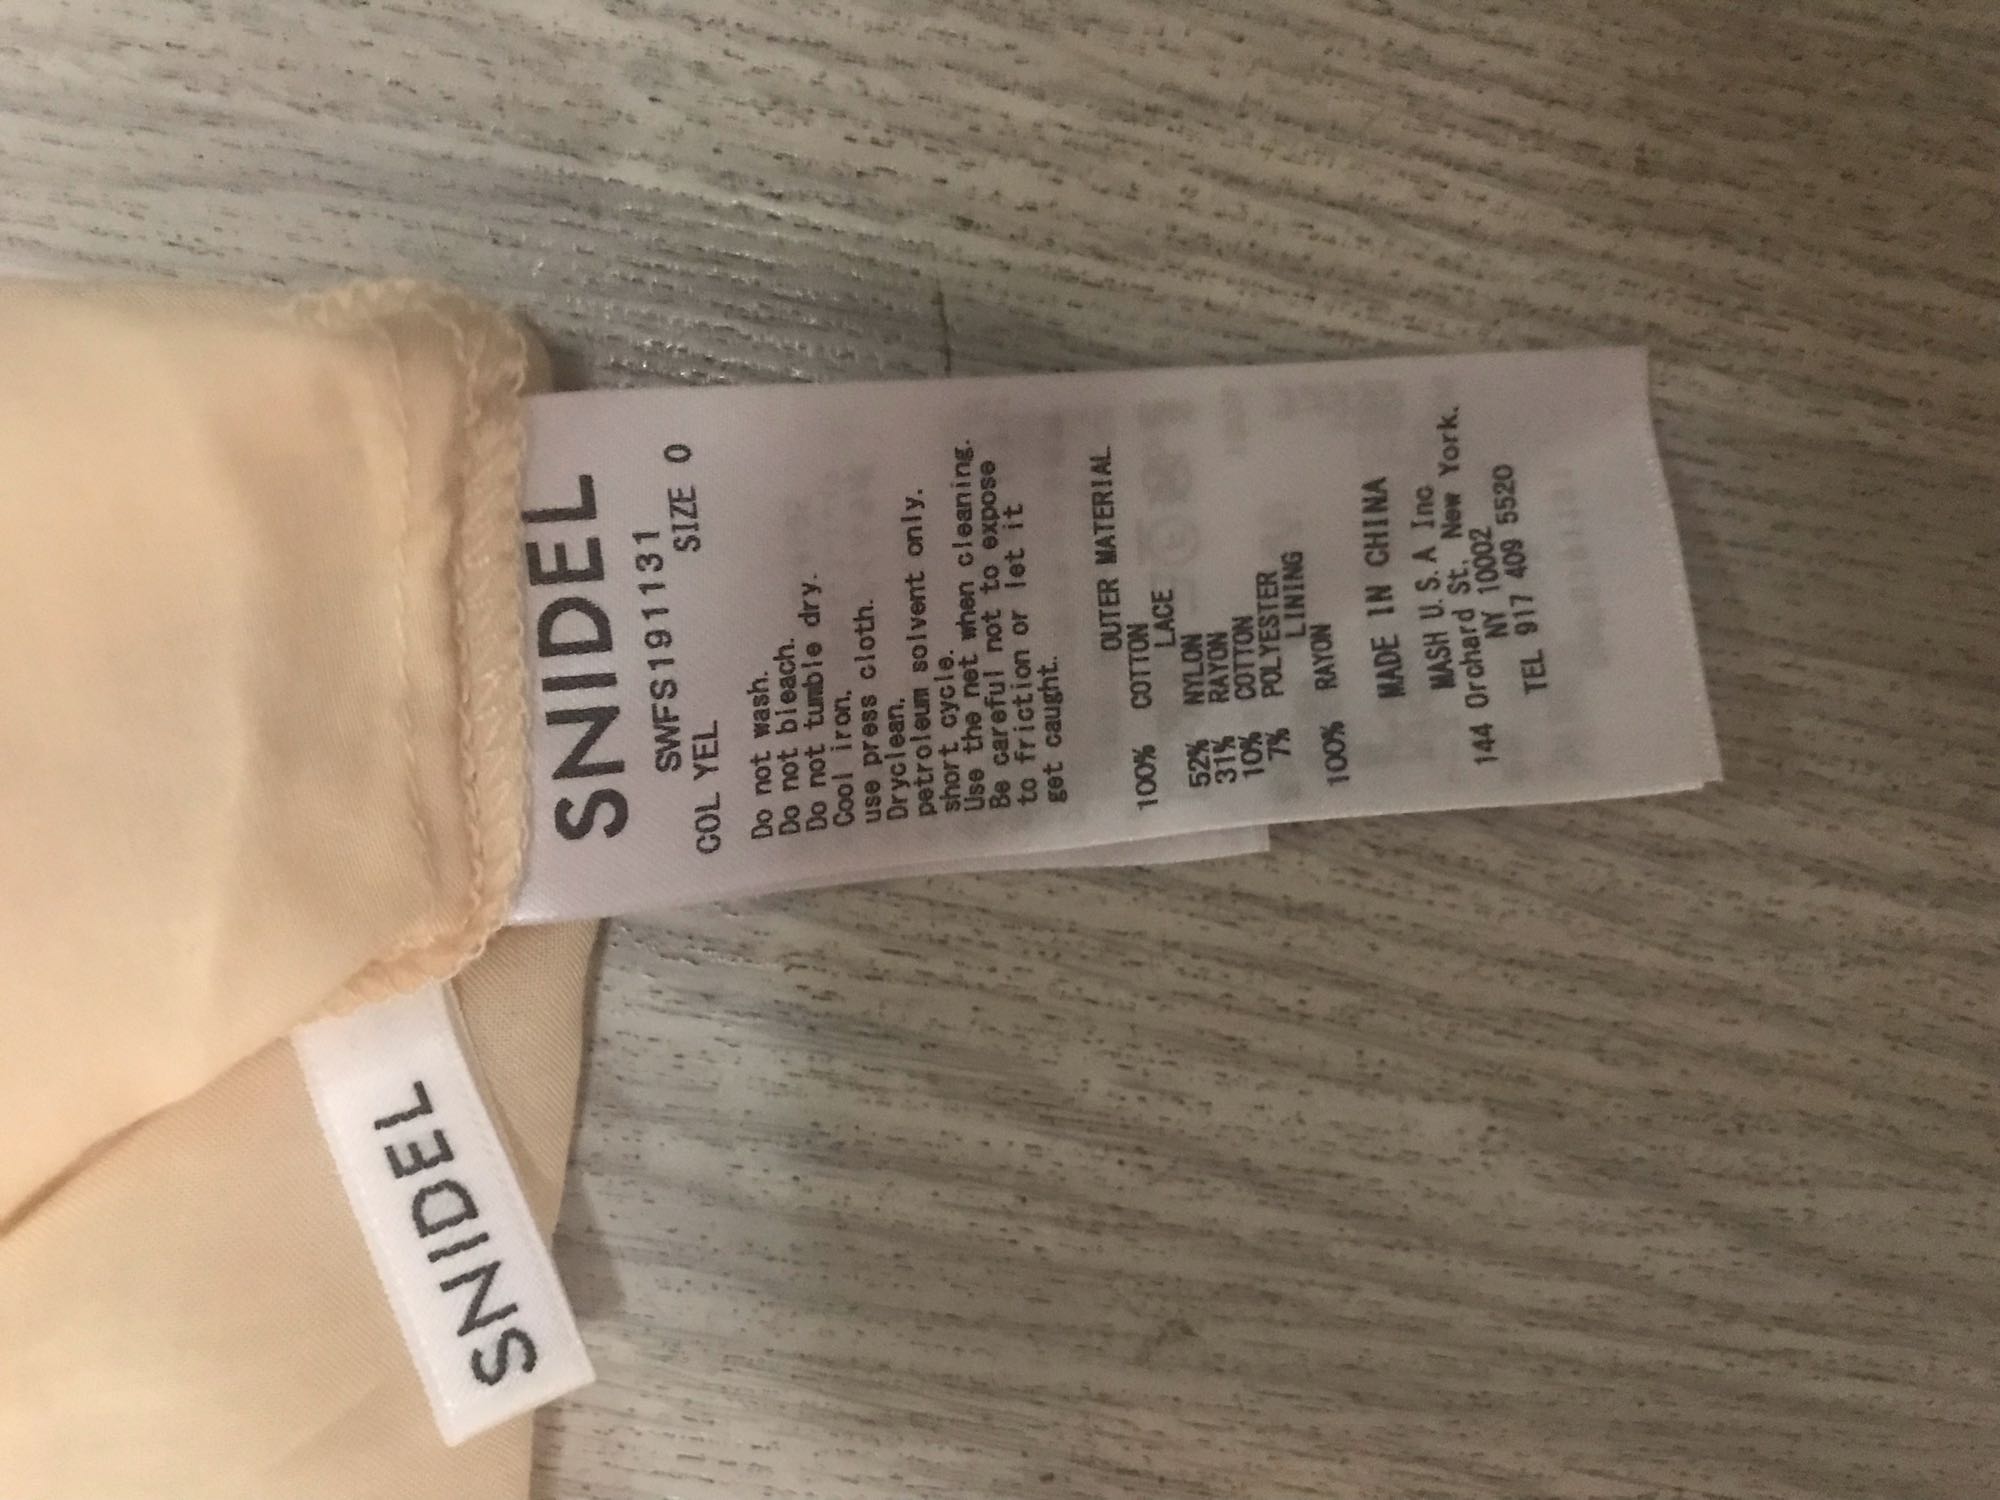 SNIDEL
SWFS191131
COL YEL SIZE 0
Do not wash.
Do not bleach.
Do not tumble dry.
Cool iron.
use press cloth.
Dryclean.
petroleum solvent only.
short cycle.
Use the net when cleaning.
Be careful not to expose
to friction or let it
get caught.
OUTER MATERIAL
100% COTTON
LACE
52% NYLON
31% RAYON
10% COTTON
7% POLYESTER
LINING
100% RAYON
MADE IN CHINA
MASH U.S.A Inc
144 Orchard St. New York.
NY 10002
TEL 917 409 5520
SNIDEL